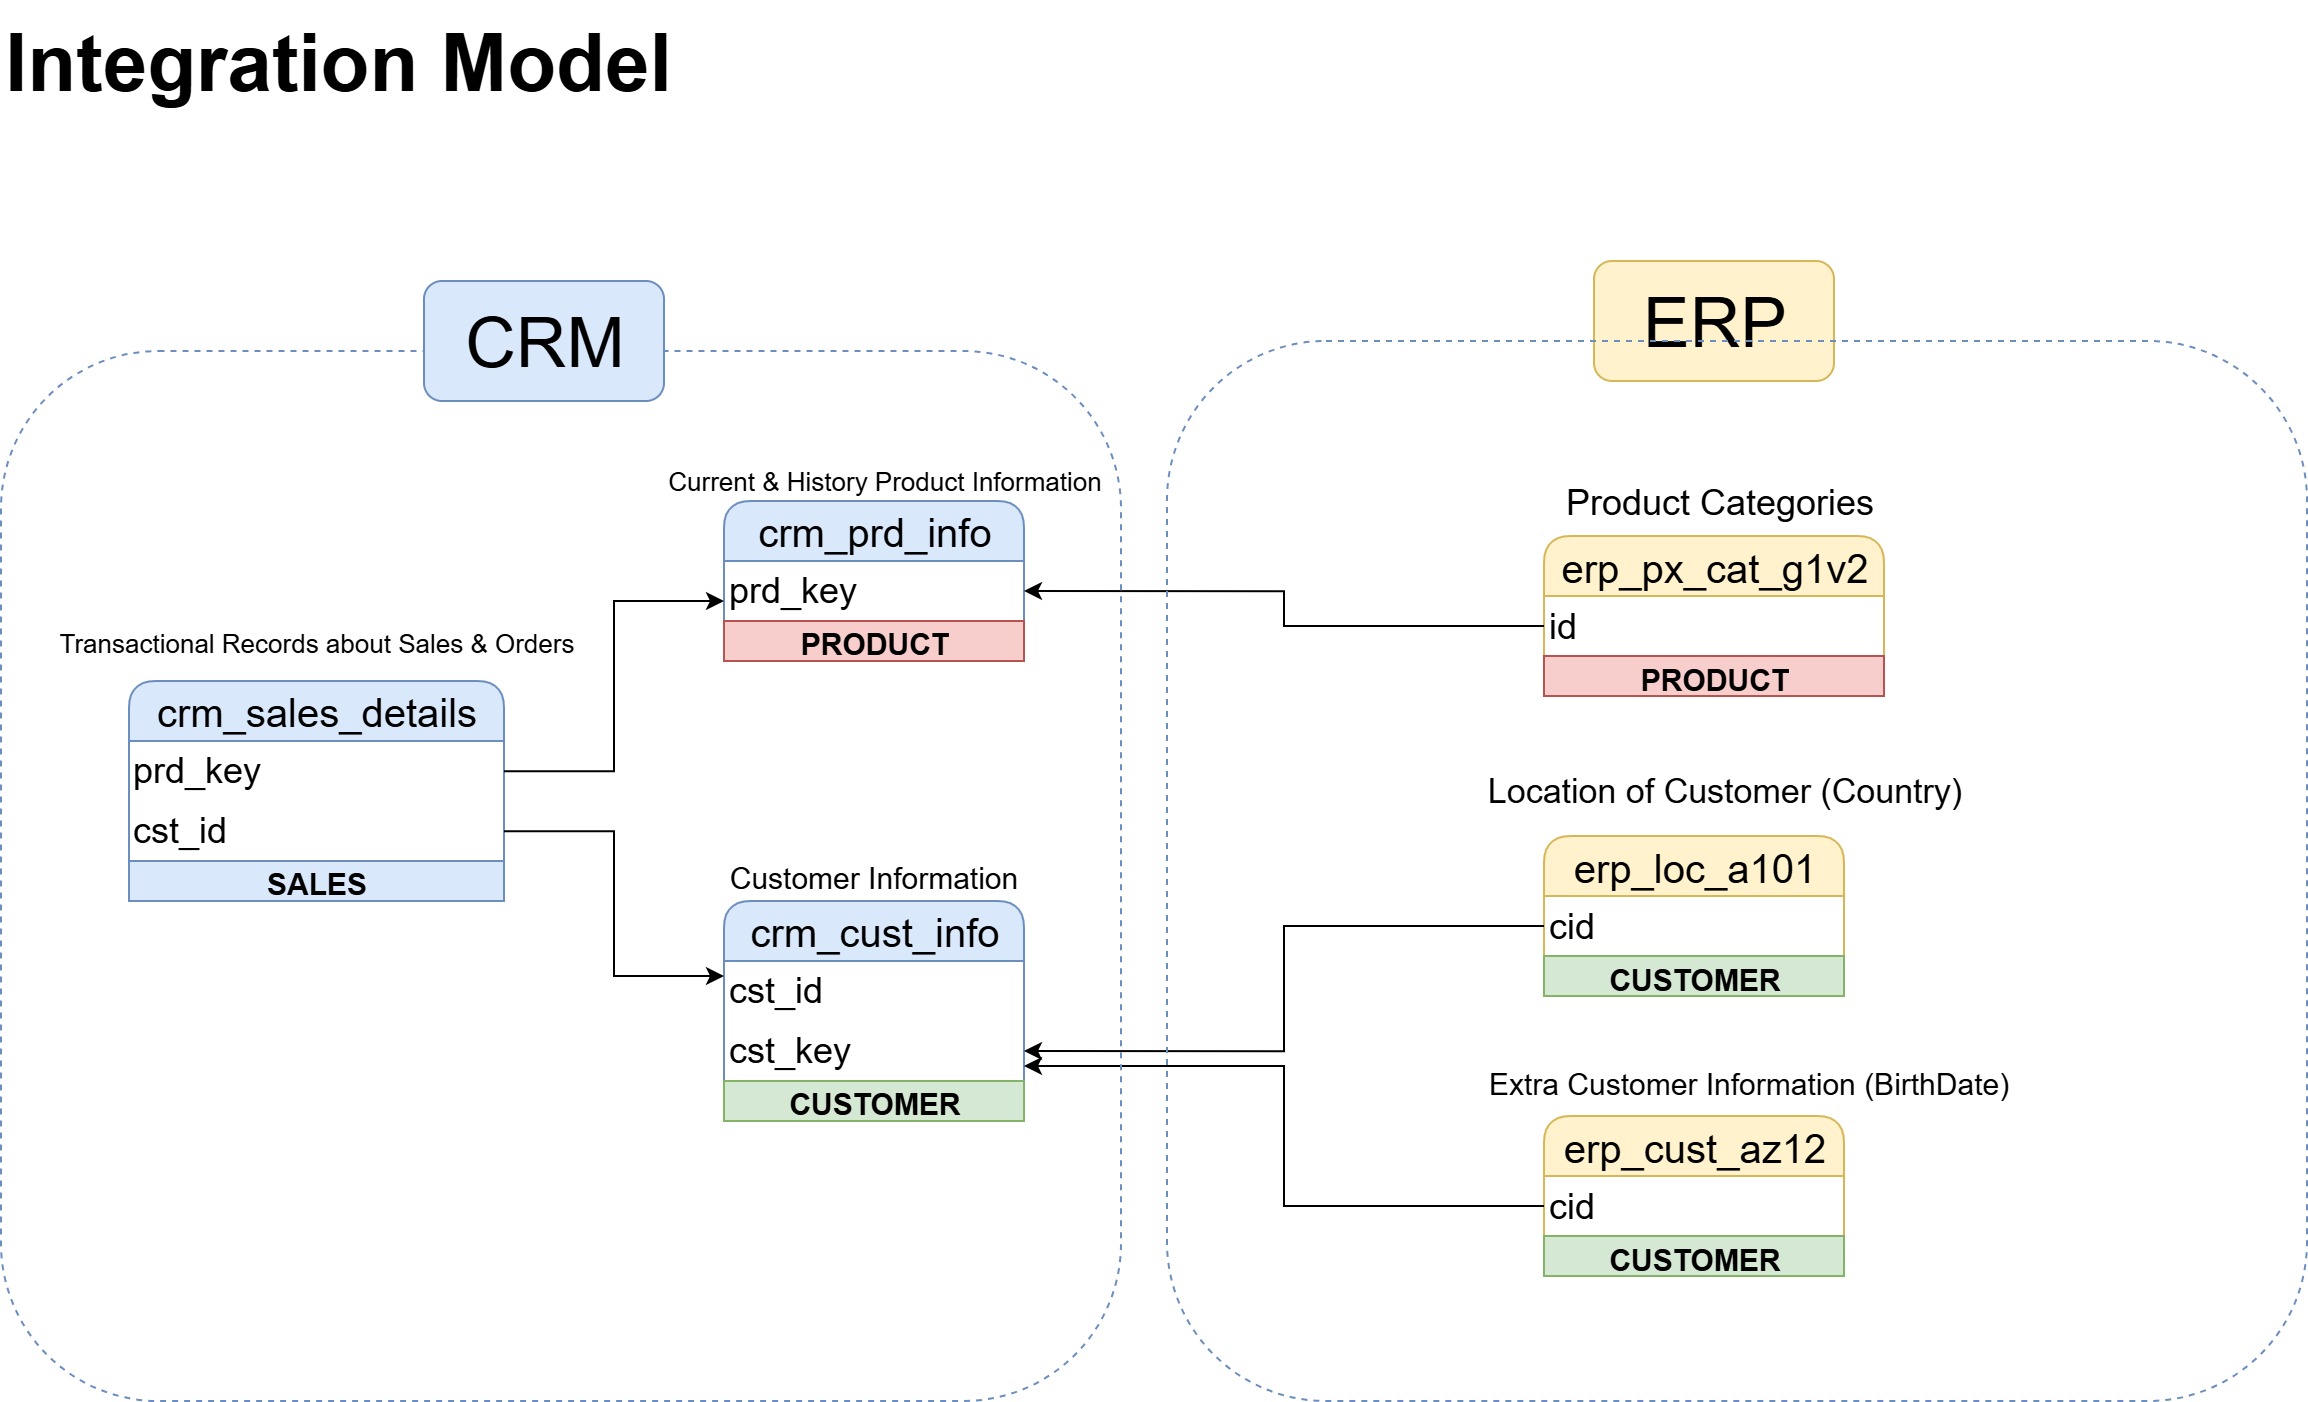 Integration Model
CRM
ERP
Current & History Product Information
crm_prd_info
prd_key
PRODUCT
Transactional Records about Sales & Orders
crm_sales_details
prd_key
cst_id
SALES
Customer Information
crm_cust_info
cst_id
cst_key
CUSTOMER
Product Categories
erp_px_cat_g1v2
id
PRODUCT
Location of Customer (Country)
erp_loc_a101
cid
CUSTOMER
Extra Customer Information (BirthDate)
erp_cust_az12
cid
CUSTOMER